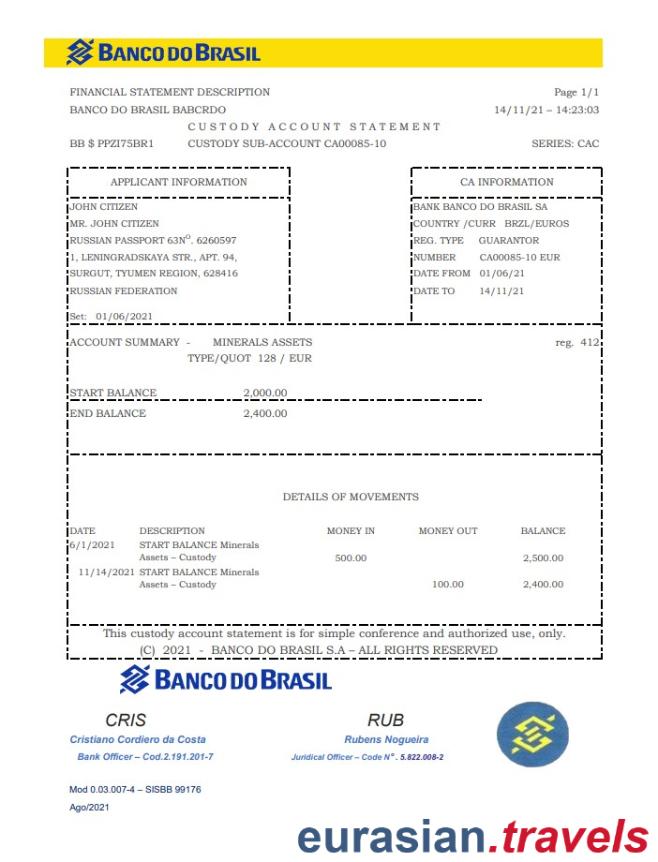 BANCO DO BRASIL
FINANCIAL STATEMENT DESCRIPTION Page 1/1
BANCO DO BRASIL BABCRDO 14/11/21 – 14:23:03
CUSTODY ACCOUNT STATEMENT
BB $ PPZI75BR1 CUSTODY SUB-ACCOUNT CA00085-10 SERIES: CAC
APPLICANT INFORMATION
JOHN CITIZEN
MR. JOHN CITIZEN
RUSSIAN PASSPORT 63Nº. 6260597
1, LENINGRADSKAYA STR., APT. 94,
SURGUT, TYUMEN REGION, 628416
RUSSIAN FEDERATION
Set: 01/06/2021
CA INFORMATION
BANK BANCO DO BRASIL SA
COUNTRY /CURR BRZL/EUROS
REG. TYPE GUARANTOR
NUMBER CA00085-10 EUR
DATE FROM 01/06/21
DATE TO 14/11/21
ACCOUNT SUMMARY - MINERALS ASSETS reg. 412
TYPE/QUOT 128 / EUR
START BALANCE 2,000.00
END BALANCE 2,400.00
DETAILS OF MOVEMENTS
DATE DESCRIPTION MONEY IN MONEY OUT BALANCE
6/1/2021 START BALANCE Minerals
Assets – Custody 500.00 2,500.00
11/14/2021 START BALANCE Minerals
Assets – Custody 100.00 2,400.00
This custody account statement is for simple conference and authorized use, only.
(C) 2021 - BANCO DO BRASIL S.A – ALL RIGHTS RESERVED
BANCO DO BRASIL
CRIS RUB
Cristiano Cordiero da Costa Rubens Nogueira
Bank Officer – Cod.2.191.201-7 Juridical Officer – Code Nº. 5.822.008-2
Mod 0.03.007-4 – SISBB 99176
Ago/2021
eurasian.travels